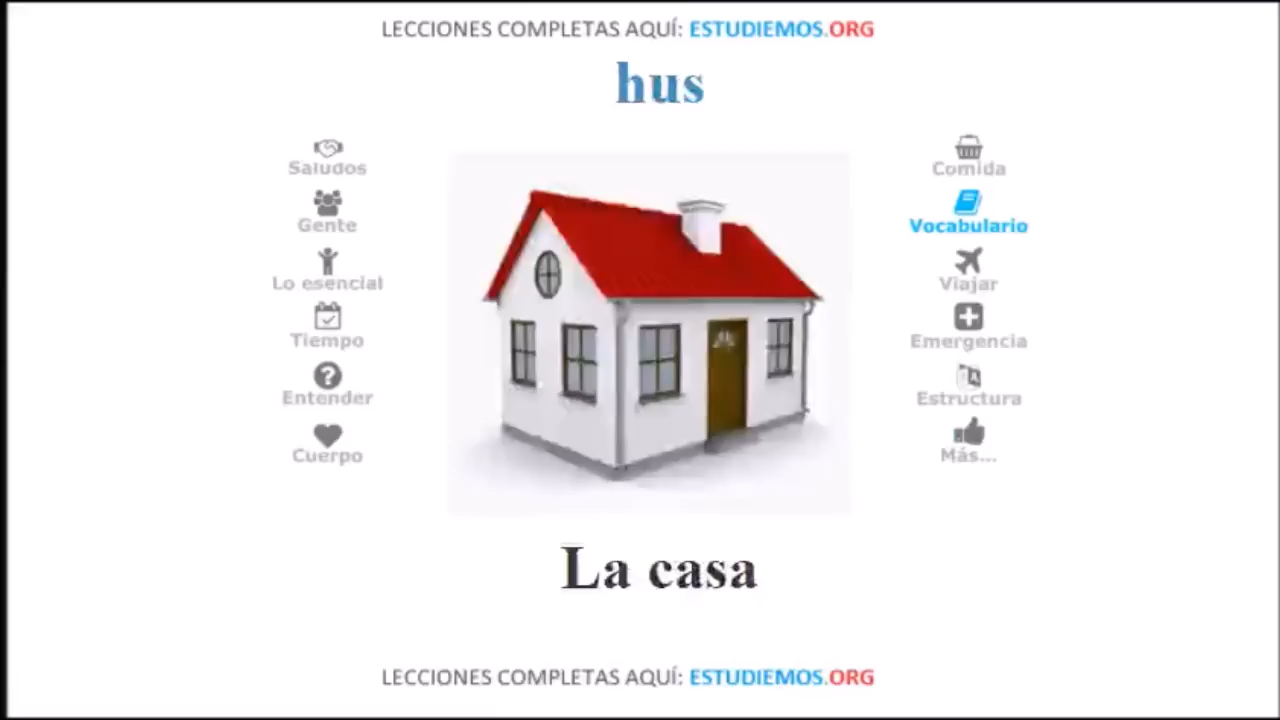 LECCIONES COMPLETAS AQUÍ: ESTUDIEMOS.ORG
hus
Saludos
Gente
Lo esencial
Tiempo
Entender
Cuerpo
Comida
Vocabulario
Viajar
Emergencia
Estructura
Más...
La casa
LECCIONES COMPLETAS AQUÍ: ESTUDIEMOS.ORG